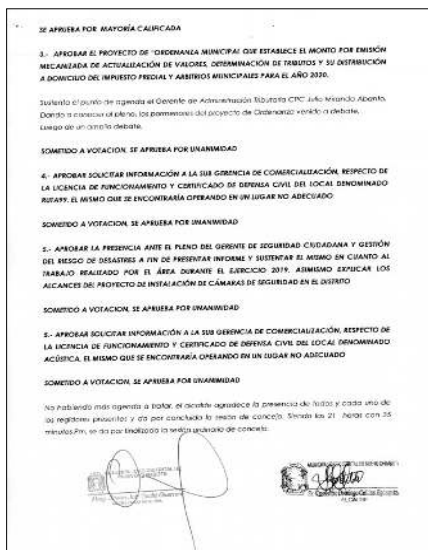 SE APRUEBA POR MAYORÍA CALIFICADA
3.- APROBAR EL PROYECTO DE "ORDENANZA MUNICIPAL QUE ESTABLECE EL MONTO POR EMISIÓN
MECANIZADA DE ACTUALIZACIÓN DE VALORES, DETERMINACIÓN DE TRIBUTOS Y SU DISTRIBUCIÓN
A DOMICILIO DEL IMPUESTO PREDIAL Y ARBITRIOS MUNICIPALES PARA EL AÑO 2020.
Sustenta el punto de agenda el Gerente de Administración Tributaria CPC Julio Miranda Abanto.
Dando a conocer al pleno, los pormenores del proyecto de Ordenanza venido a debate.
Luego de un amplio debate.
SOMETIDO A VOTACION, SE APRUEBA POR UNANIMIDAD
4.- APROBAR SOLICITAR INFORMACIÓN A LA SUB GERENCIA DE COMERCIALIZACIÓN, RESPECTO DE
LA LICENCIA DE FUNCIONAMIENTO Y CERTIFICADO DE DEFENSA CIVIL DEL LOCAL DENOMINADO
RUTA99. EL MISMO QUE SE ENCONTRARÍA OPERANDO EN UN LUGAR NO ADECUADO
SOMETIDO A VOTACION, SE APRUEBA POR UNANIMIDAD
5.- APROBAR LA PRESENCIA ANTE EL PLENO DEL GERENTE DE SEGURIDAD CIUDADANA Y GESTIÓN
DEL RIESGO DE DESASTRES A FIN DE PRESENTAR INFORME Y SUSTENTAR EL MISMO EN CUANTO AL
TRABAJO REALIZADO POR EL ÁREA DURANTE EL EJERCICIO 2019. ASIMISMO EXPLICAR LOS
ALCANCES DEL PROYECTO DE INSTALACIÓN DE CÁMARAS DE SEGURIDAD EN EL DISTRITO
SOMETIDO A VOTACION, SE APRUEBA POR UNANIMIDAD
5.- APROBAR SOLICITAR INFORMACIÓN A LA SUB GERENCIA DE COMERCIALIZACIÓN, RESPECTO DE
LA LICENCIA DE FUNCIONAMIENTO Y CERTIFICADO DE DEFENSA CIVIL DEL LOCAL DENOMINADO
ACÚSTICA. EL MISMO QUE SE ENCONTRARÍA OPERANDO EN UN LUGAR NO ADECUADO
SOMETIDO A VOTACION, SE APRUEBA POR UNANIMIDAD
No habiendo más agenda a tratar, el alcalde agradece la presencia de todos y cada uno de
los regidores presentes y da por concluida la sesión de concejo. Siendo las 21 horas con 35
minutos Pm, se da por finalizada la sesión ordinaria de concejo.
ALCALDE